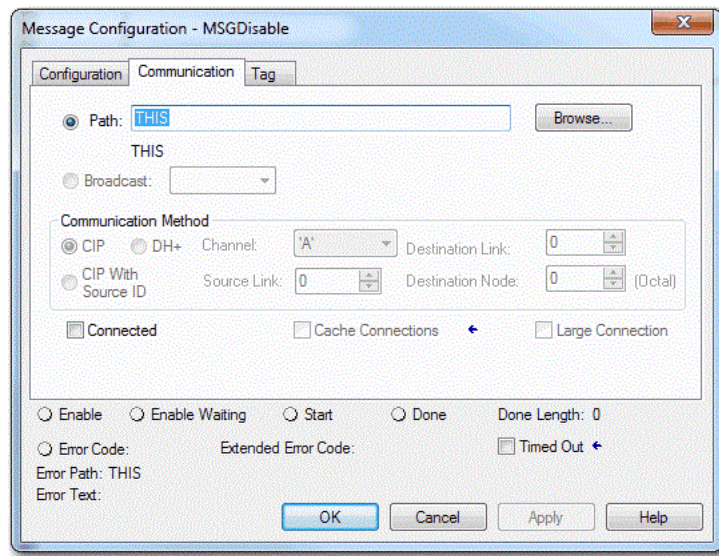 Message Configuration - MSGDisable
Configuration Communication Tag
Path: THIS Browse...
THIS
Broadcast:
Communication Method
CIP DH+ Channel: 'A' Destination Link: 0
CIP With Source ID Source Link: 0 Destination Node: 0 (Octal)
Connected Cache Connections Large Connection
Enable Enable Waiting Start Done Done Length: 0
Error Code: Extended Error Code: Timed Out
Error Path: THIS
Error Text:
OK Cancel Apply Help